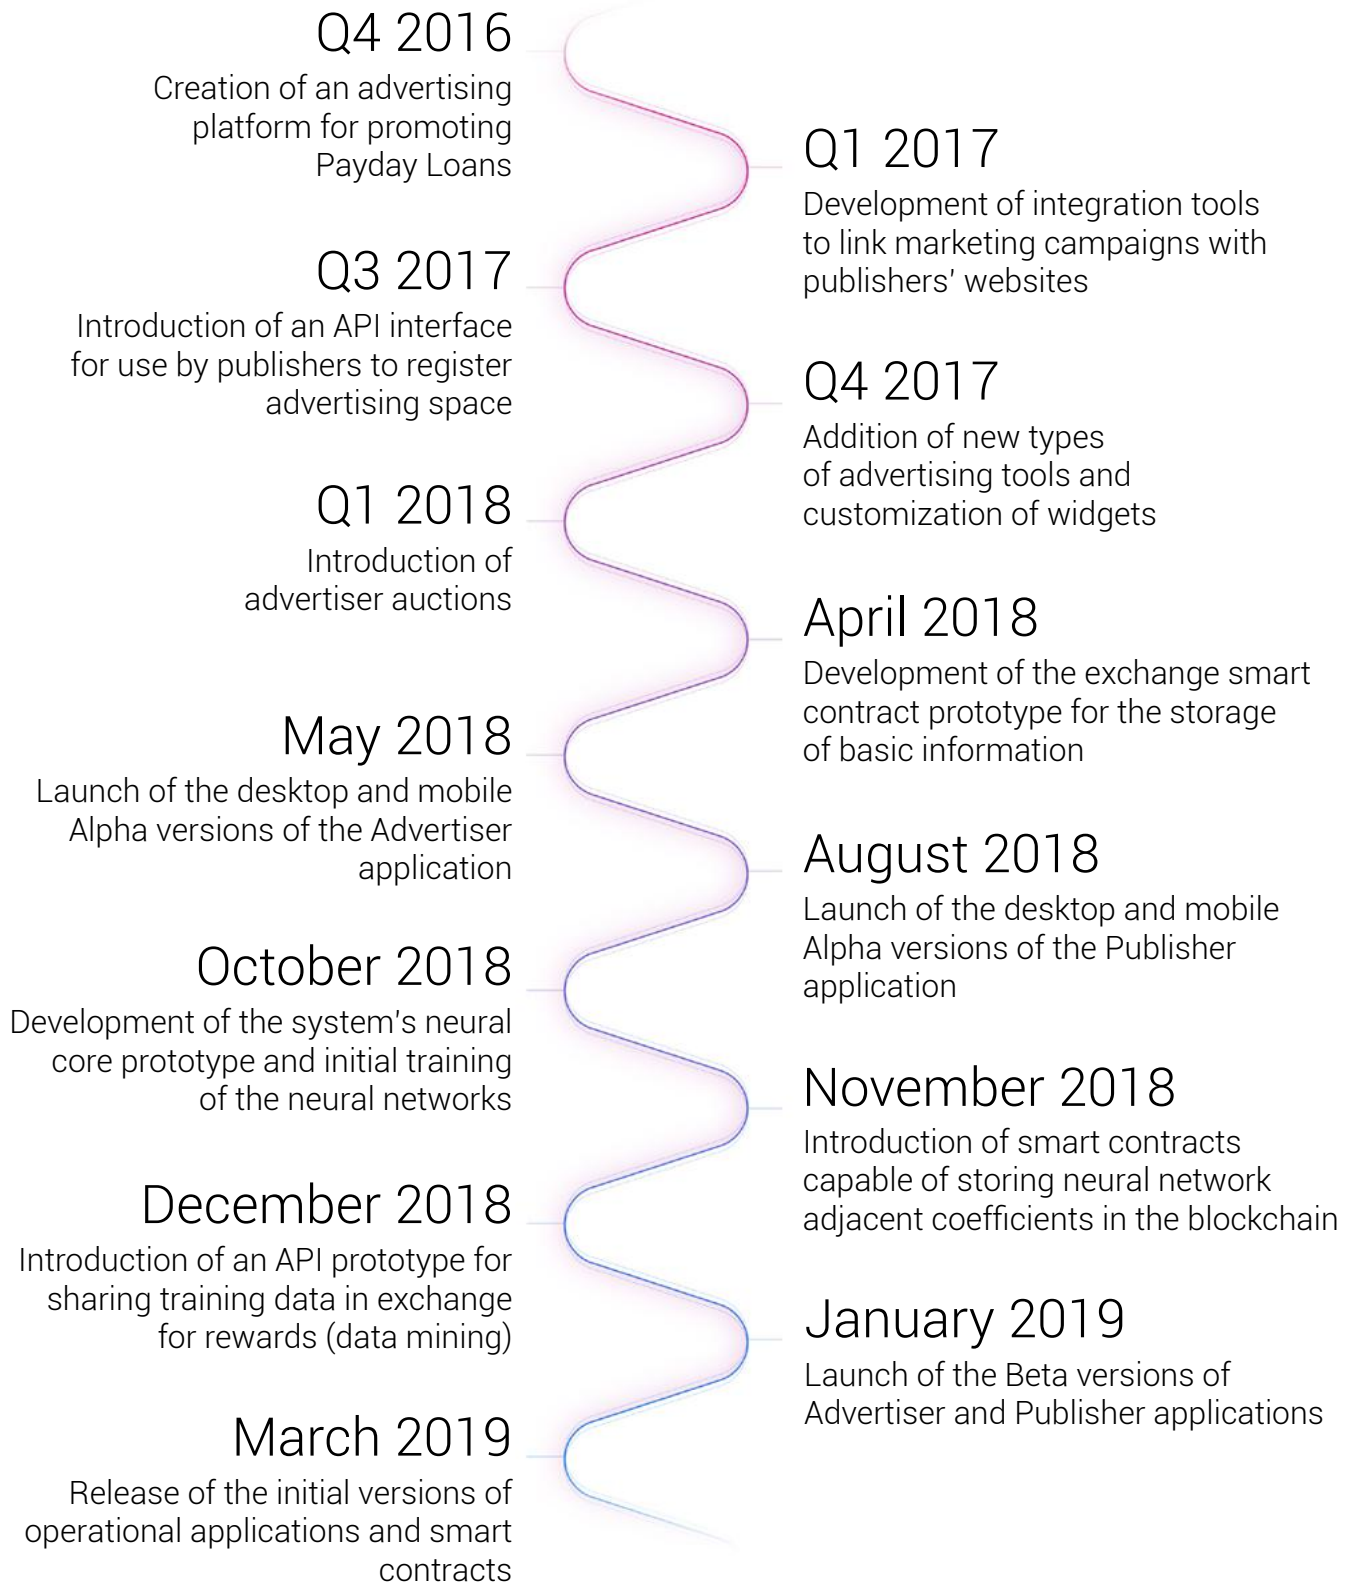 Q4 2016
Creation of an advertising
platform for promoting
Payday Loans
Q1 2017
Development of integration tools
to link marketing campaigns with
publishers' websites
Q3 2017
Introduction of an API interface
for use by publishers to register
advertising space
Q4 2017
Addition of new types
of advertising tools and
customization of widgets
Q1 2018
Introduction of
advertiser auctions
April 2018
Development of the exchange smart
contract prototype for the storage
of basic information
May 2018
Launch of the desktop and mobile
Alpha versions of the Advertiser
application
August 2018
Launch of the desktop and mobile
Alpha versions of the Publisher
application
October 2018
Development of the system's neural
core prototype and initial training
of the neural networks
November 2018
Introduction of smart contracts
capable of storing neural network
adjacent coefficients in the blockchain
December 2018
Introduction of an API prototype for
sharing training data in exchange
for rewards (data mining)
January 2019
Launch of the Beta versions of
Advertiser and Publisher applications
March 2019
Release of the initial versions of
operational applications and smart
contracts